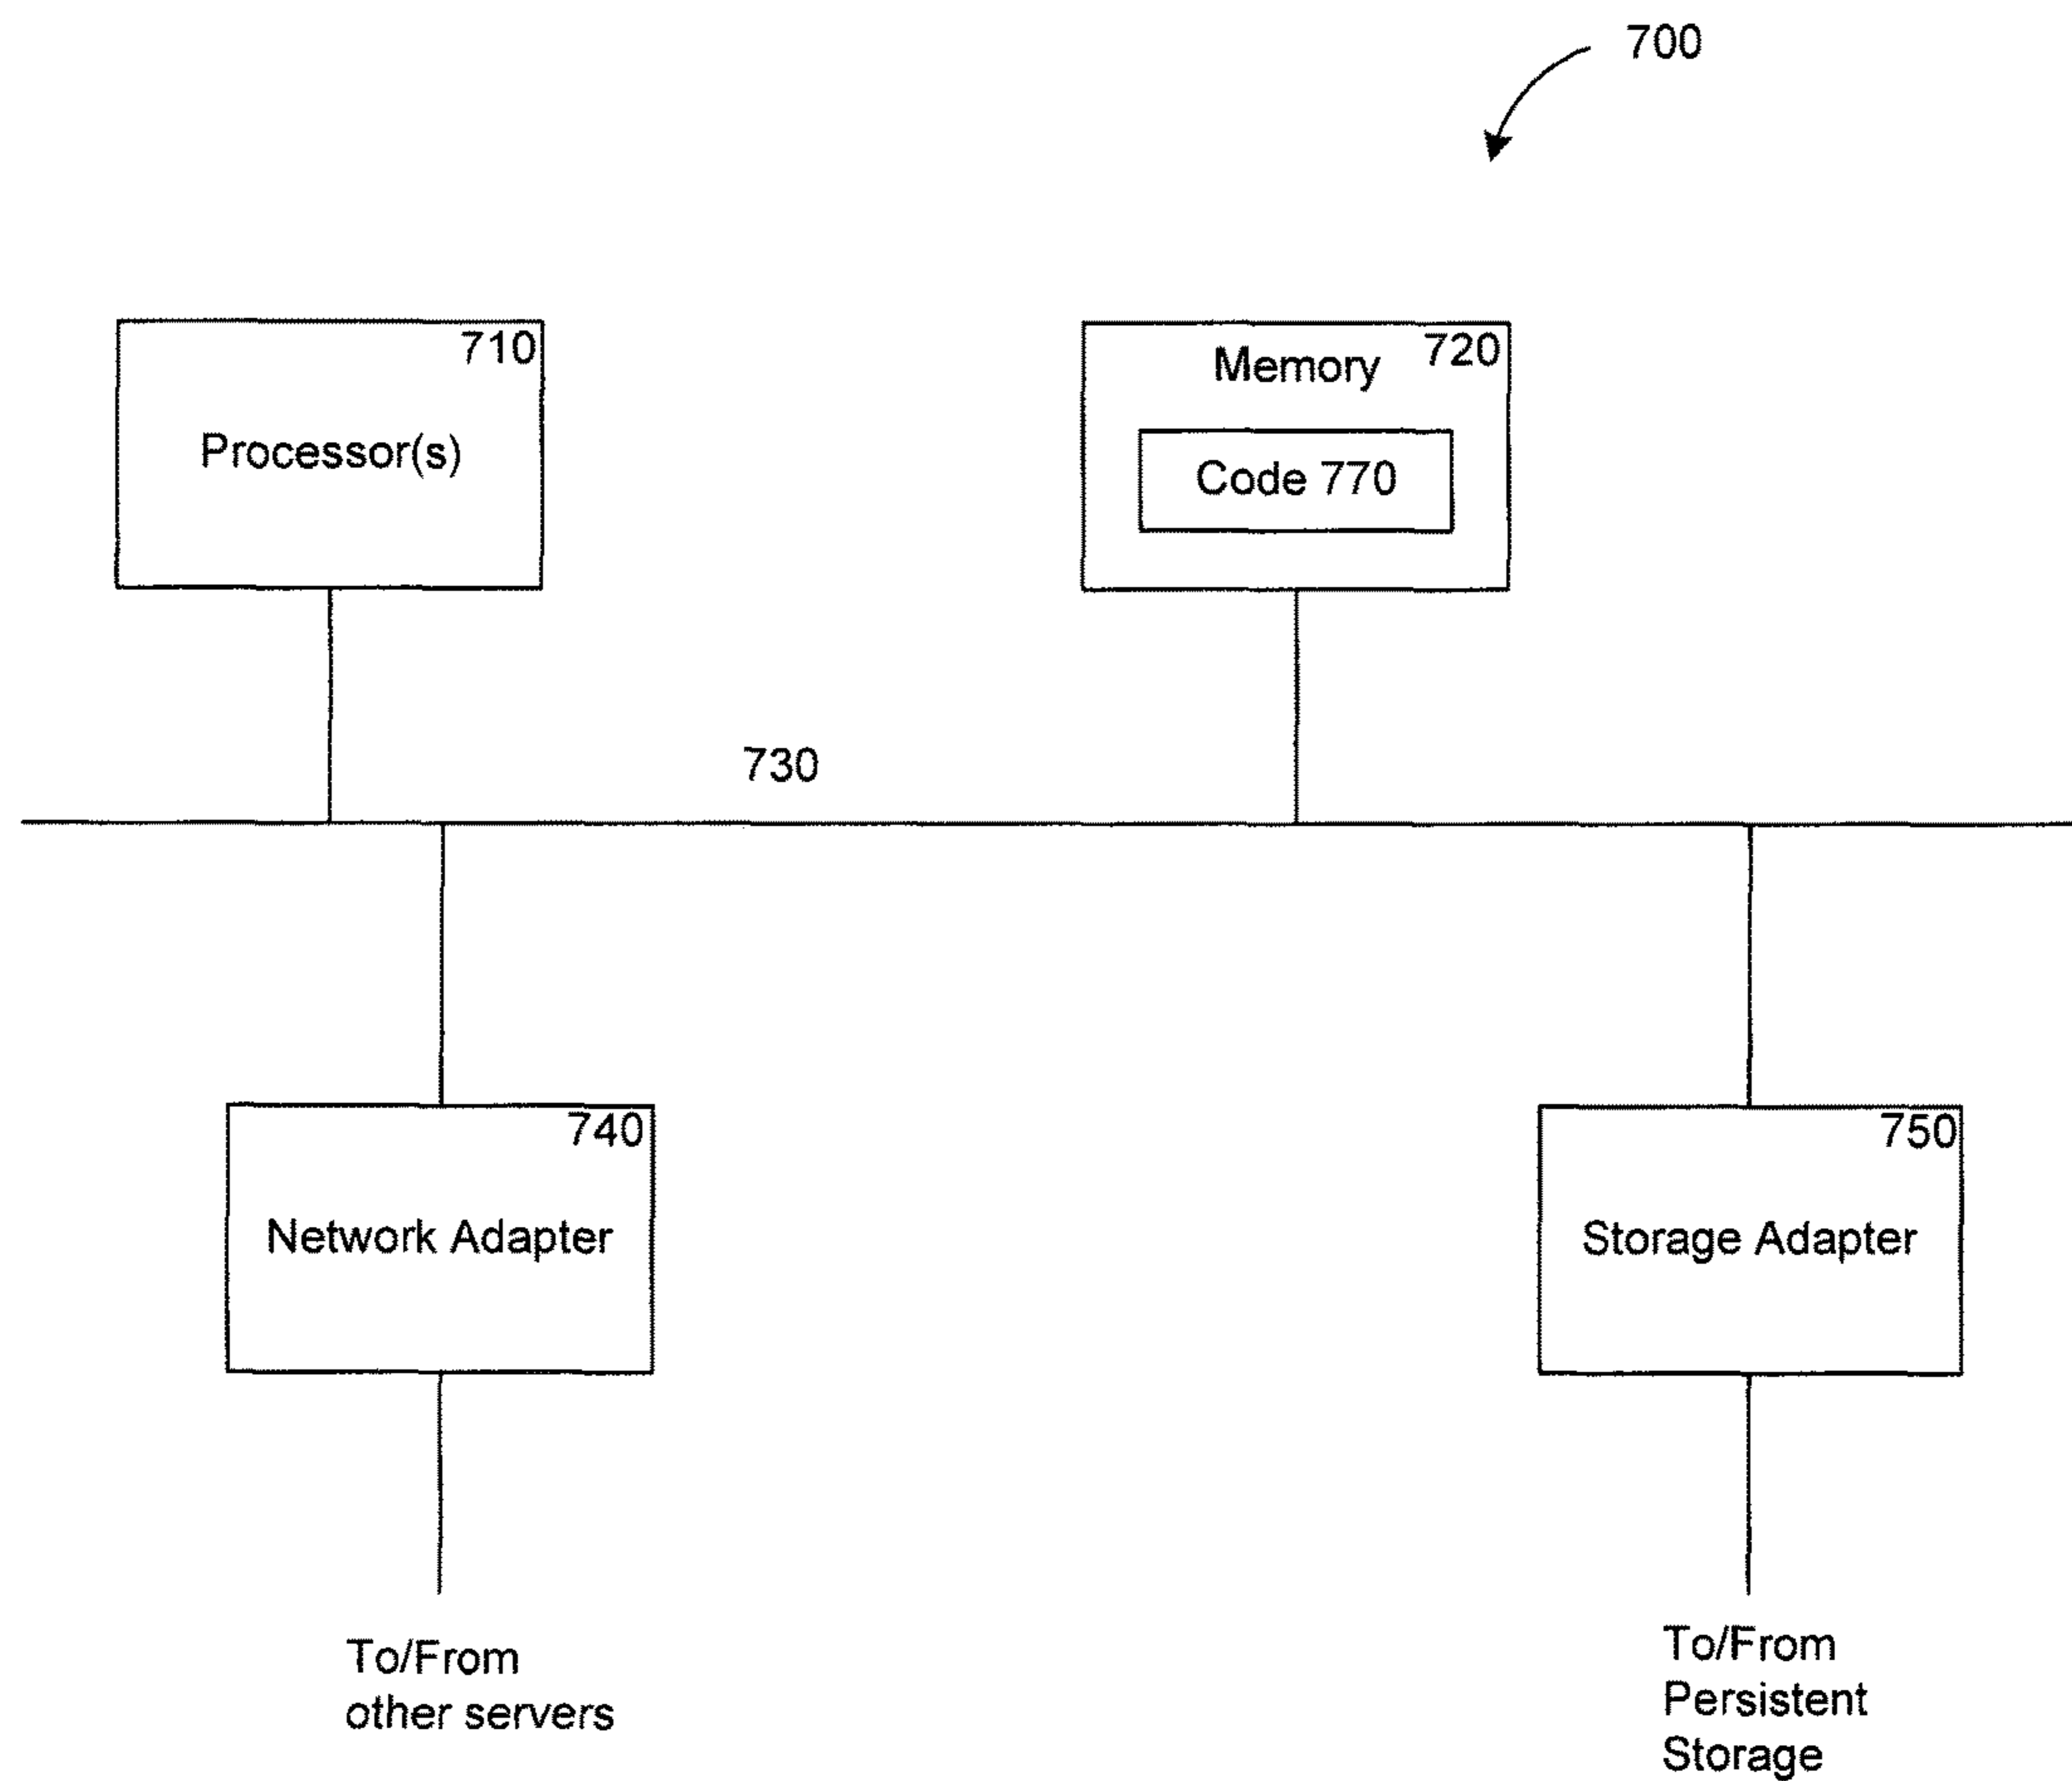 700
710
Processor(s)
720
Memory
Code 770
730
740
Network Adapter
750
Storage Adapter
To/From
other servers
To/From
Persistent
Storage